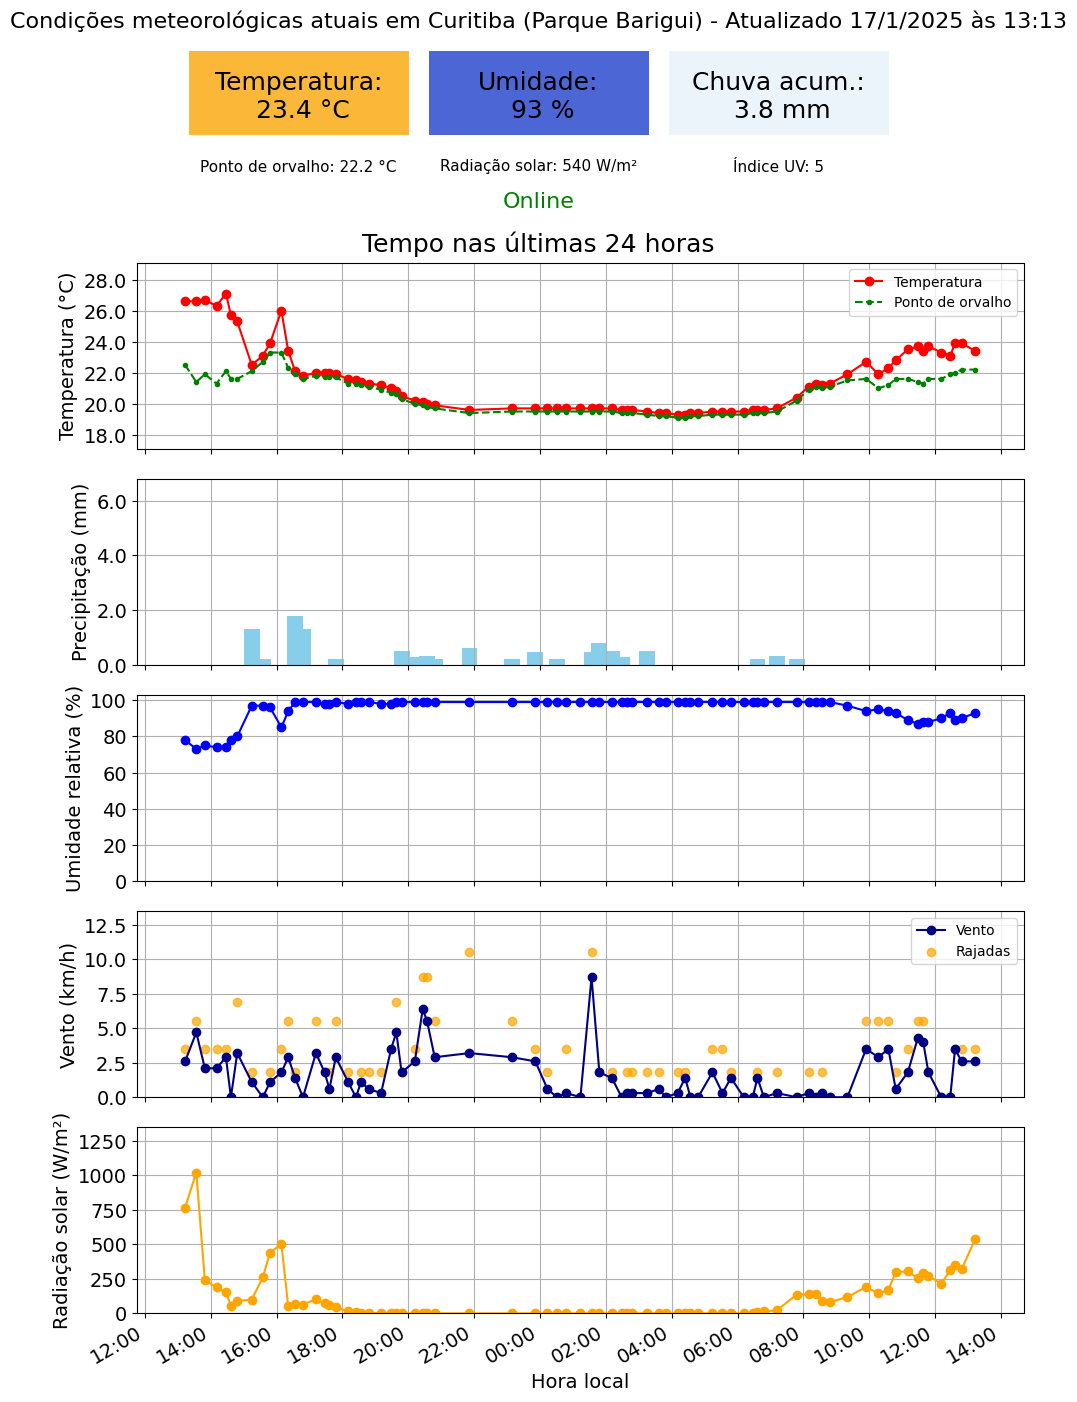 Condições meteorológicas atuais em Curitiba (Parque Barigui) - Atualizado 17/1/2025 às 13:13
Temperatura:
23.4 °C
Umidade:
93 %
Chuva acum.:
3.8 mm
Ponto de orvalho: 22.2 °C
Radiação solar: 540 W/m²
Índice UV: 5
Online
Tempo nas últimas 24 horas
Temperatura (°C)
28.0
26.0
24.0
22.0
20.0
18.0
Temperatura
Ponto de orvalho
Precipitação (mm)
6.0
4.0
2.0
0.0
Umidade relativa (%)
100
80
60
40
20
0
Vento (km/h)
12.5
10.0
7.5
5.0
2.5
0.0
Vento
Rajadas
Radiação solar (W/m²)
1250
1000
750
500
250
0
12:00
14:00
16:00
18:00
20:00
22:00
00:00
02:00
04:00
06:00
08:00
10:00
12:00
14:00
Hora local